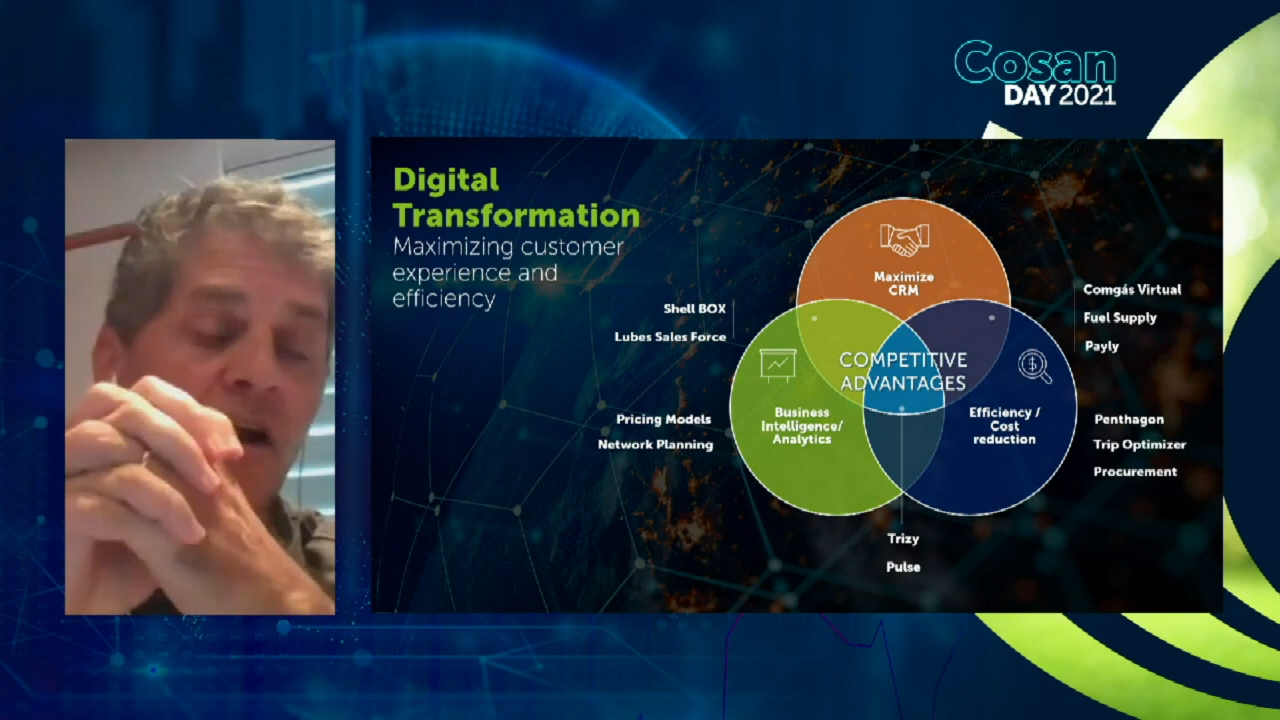 Cosan
DAY 2021
Digital
Transformation
Maximizing customer
experience and
efficiency
Shell BOX
Lubes Sales Force
Pricing Models
Network Planning
Maximize
CRM
COMPETITIVE
ADVANTAGES
Business
Intelligence/
Analytics
Efficiency /
Cost
reduction
Comgás Virtual
Fuel Supply
Payly
Penthagon
Trip Optimizer
Procurement
Trizy
Pulse